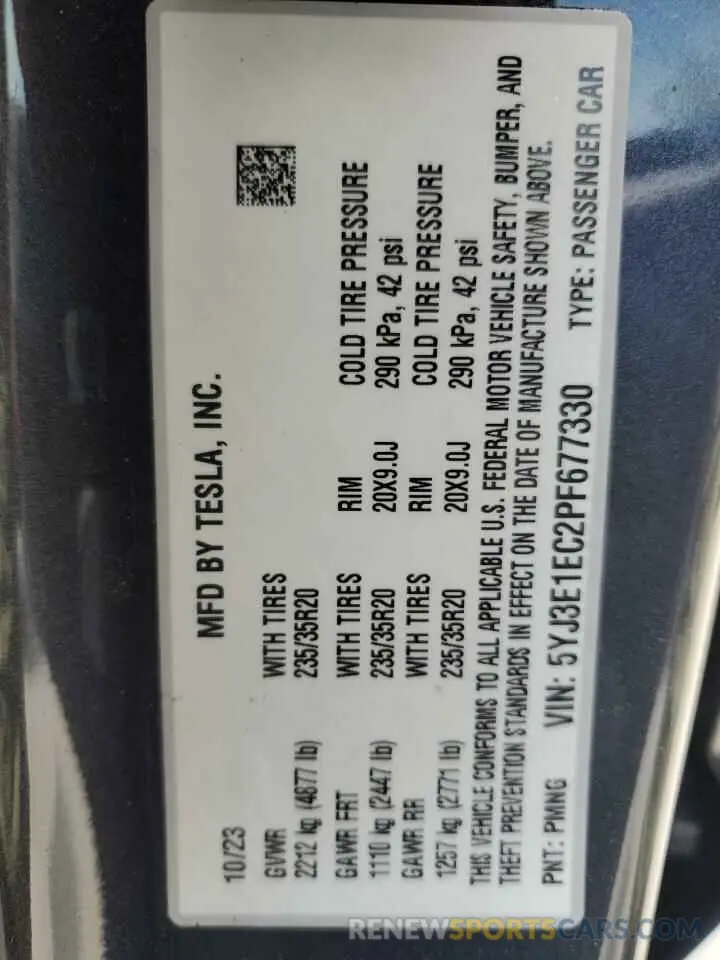 MFD BY TESLA, INC.
10/23
GVWR WITH TIRES
2212 kg (4877 lb) 235/35R20
GAWR FRT WITH TIRES RIM COLD TIRE PRESSURE
1110 kg (2447 lb) 235/35R20 20X9.0J 290 kPa, 42 psi
GAWR RR WITH TIRES RIM COLD TIRE PRESSURE
1257 kg (2771 lb) 235/35R20 20X9.0J 290 kPa, 42 psi
THIS VEHICLE CONFORMS TO ALL APPLICABLE U.S. FEDERAL MOTOR VEHICLE SAFETY, BUMPER, AND
THEFT PREVENTION STANDARDS IN EFFECT ON THE DATE OF MANUFACTURE SHOWN ABOVE.
PNT: PMNG VIN: 5YJ3E1EC2PF677330 TYPE: PASSENGER CAR
RENEWSPORTSCARS.COM